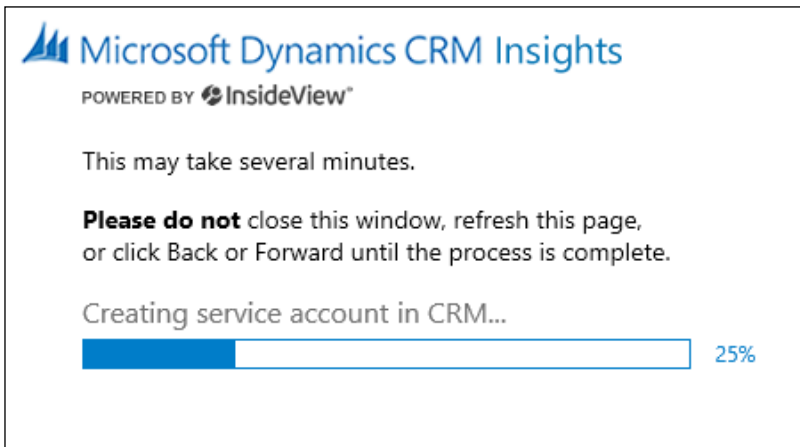 Microsoft Dynamics CRM Insights
POWERED BY InsideView
This may take several minutes.
Please do not close this window, refresh this page,
or click Back or Forward until the process is complete.
Creating service account in CRM...
25%